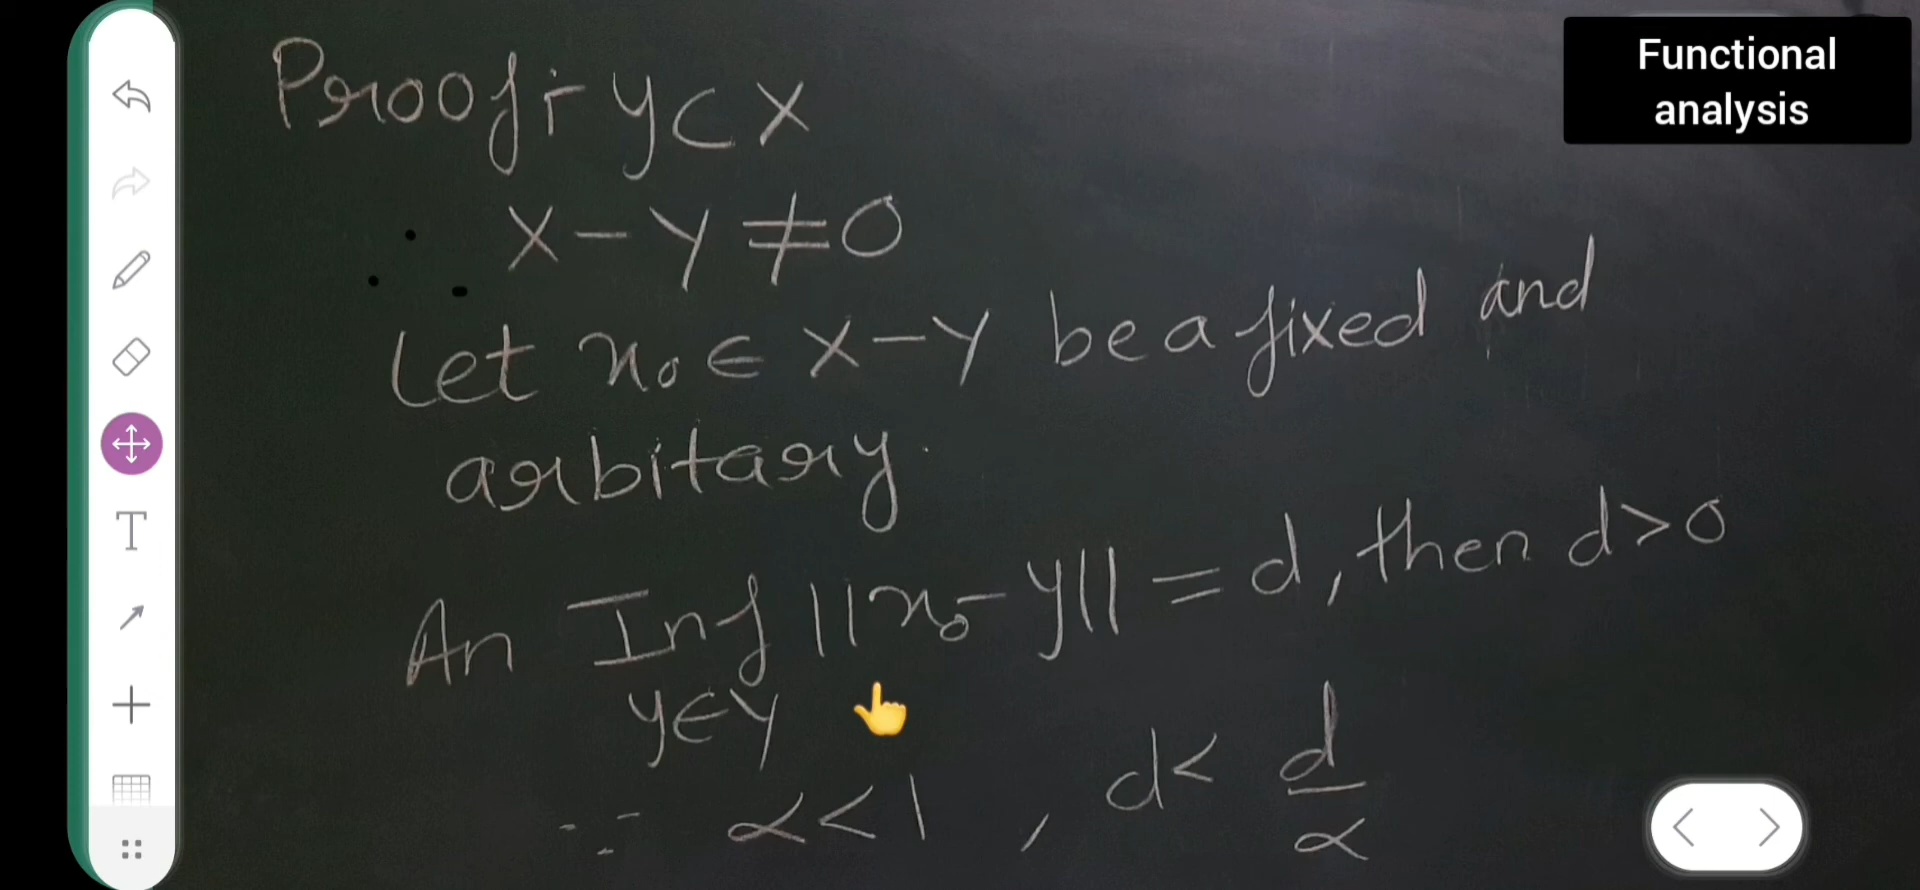 Functional
analysis
Proof:- Y ⊂ X
X - Y ≠ 0
Let x₀ ∈ X - Y be a fixed and
arbitary.
An Inf ||x₀ - y|| = d, then d > 0
y ∈ Y
∵ α < 1 , d < d/α
T